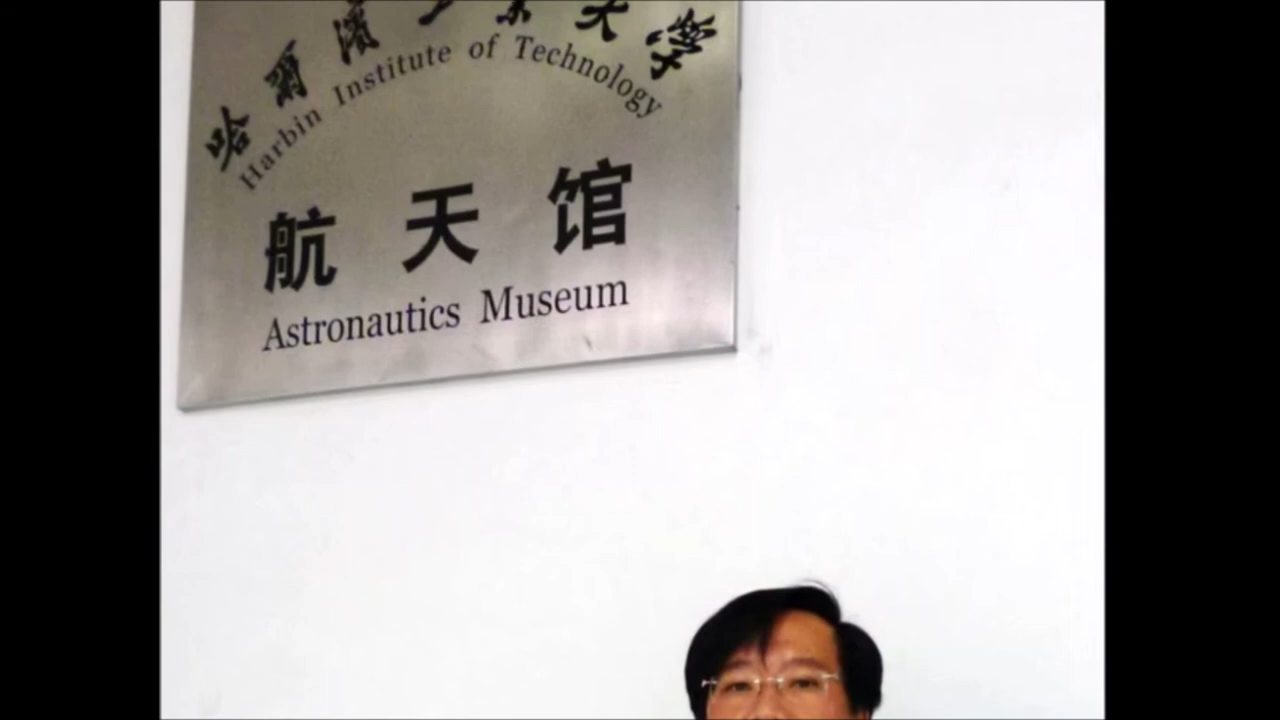 哈爾濱工業大學
Harbin Institute of Technology
航天馆
Astronautics Museum